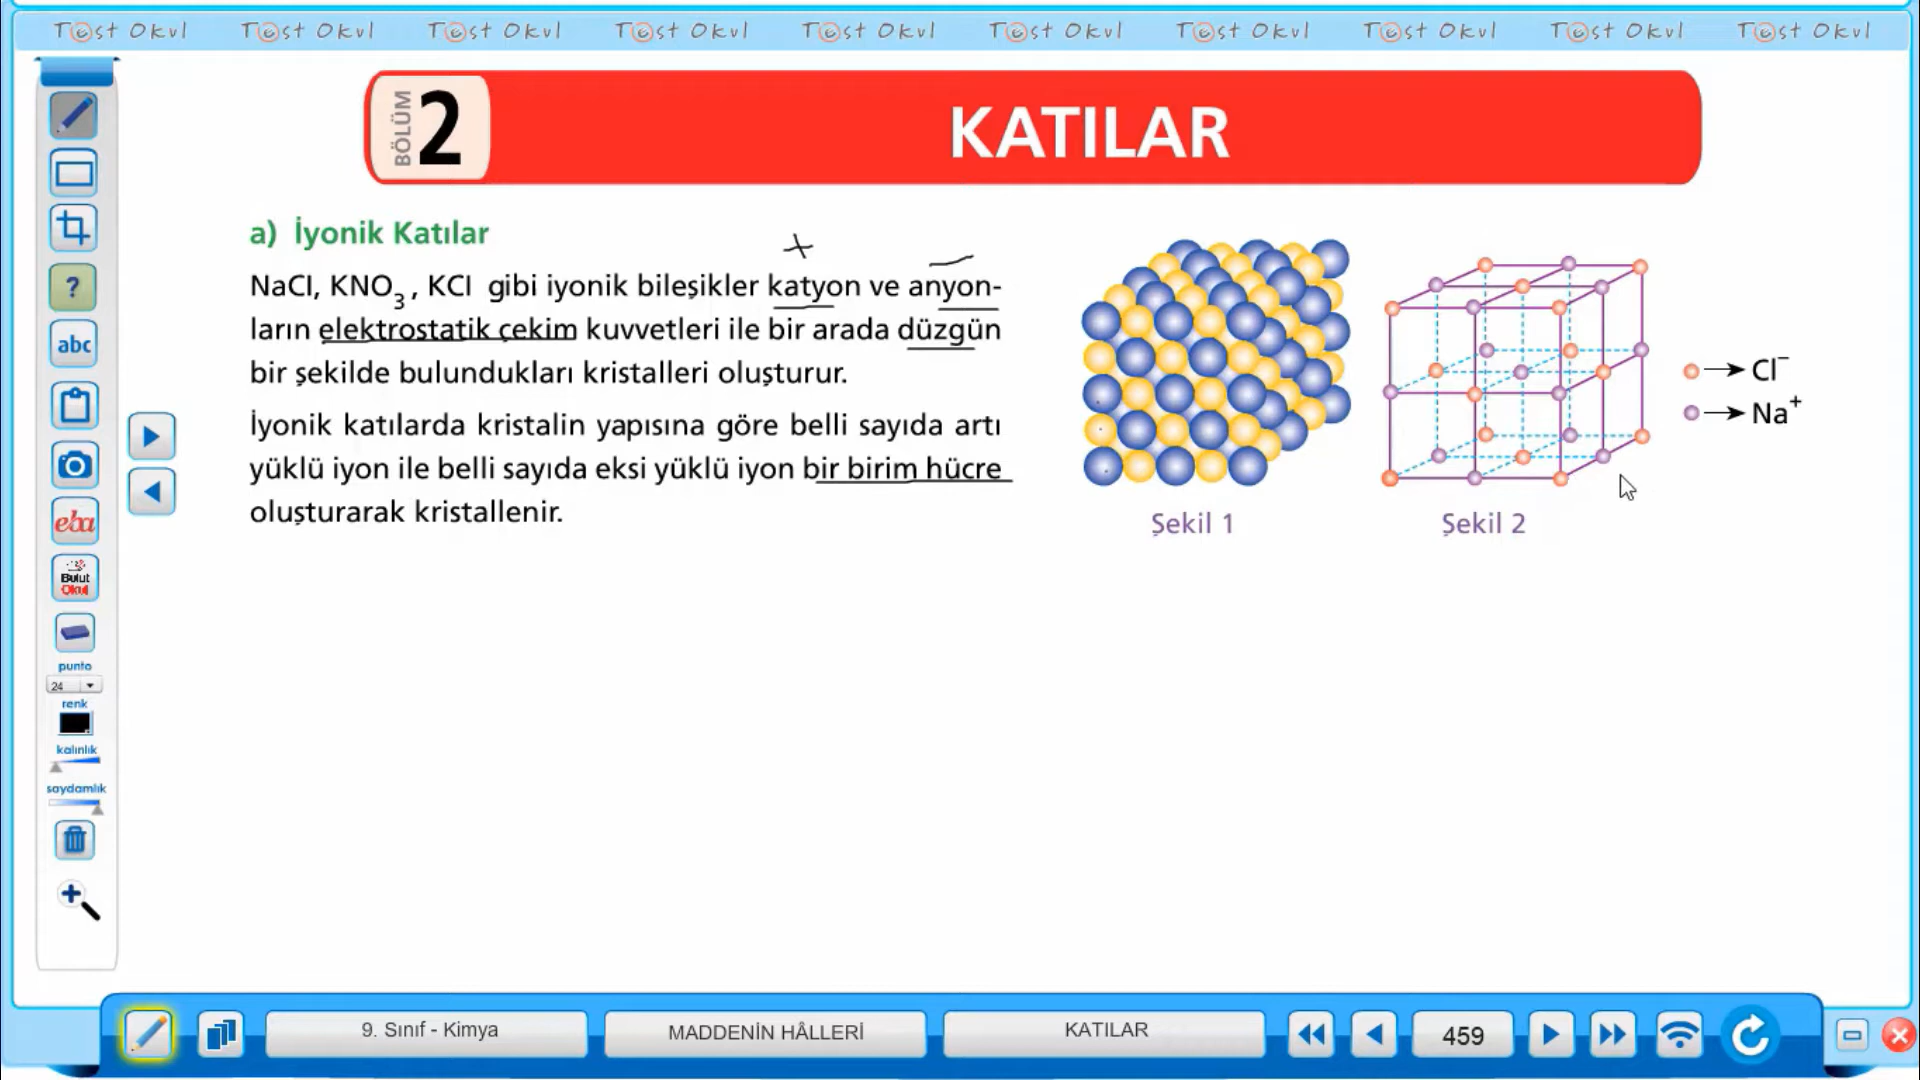 Test Okul Test Okul Test Okul Test Okul Test Okul Test Okul Test Okul Test Okul Test Okul Test Okul
BÖLÜM 2
KATILAR
a) İyonik Katılar
+ –
NaCl, KNO3, KCl gibi iyonik bileşikler katyon ve anyon-
ların elektrostatik çekim kuvvetleri ile bir arada düzgün
bir şekilde bulundukları kristalleri oluşturur.
İyonik katılarda kristalin yapısına göre belli sayıda artı
yüklü iyon ile belli sayıda eksi yüklü iyon bir birim hücre
oluşturarak kristallenir.
Cl⁻
Na⁺
Şekil 1
Şekil 2
?
abc
eba
Bulut
Okul
punto
24
renk
kalınlık
saydamlık
9. Sınıf - Kimya
MADDENİN HÂLLERİ
KATILAR
459